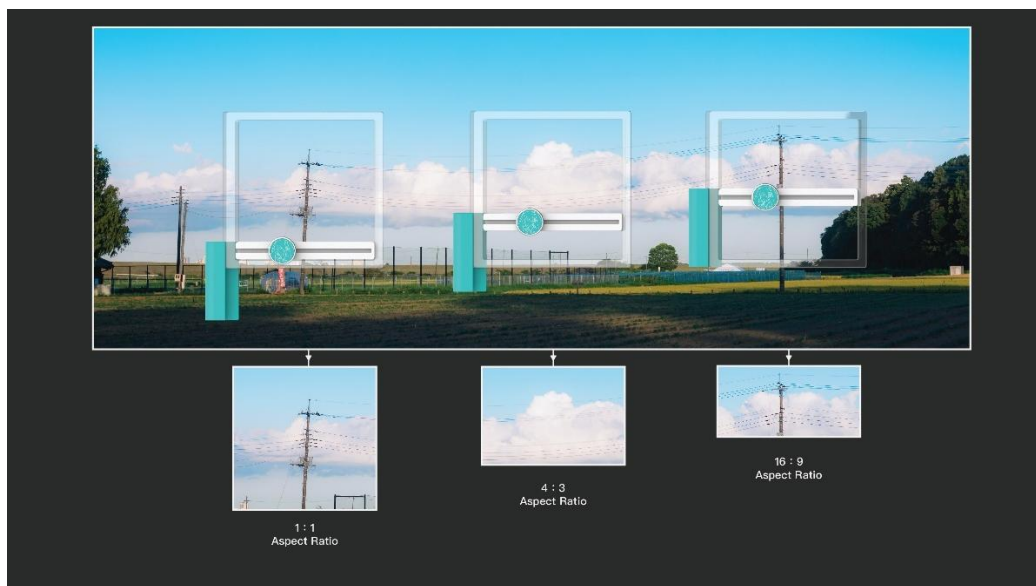 1 : 1
Aspect Ratio
4 : 3
Aspect Ratio
16 : 9
Aspect Ratio